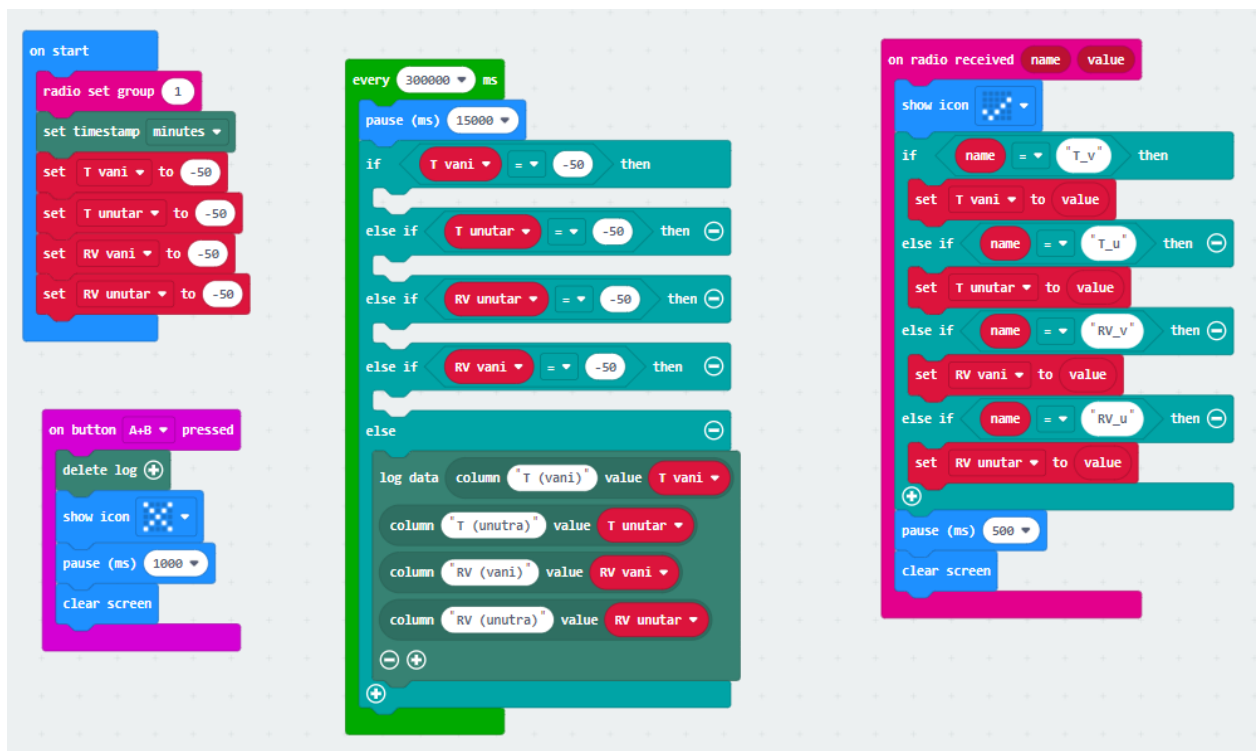 on start
radio set group 1
set timestamp minutes
set T vani to -50
set T unutar to -50
set RV vani to -50
set RV unutar to -50
on button A+B pressed
delete log
show icon
pause (ms) 1000
clear screen
every 300000 ms
pause (ms) 15000
if T vani = -50 then
else if T unutar = -50 then
else if RV unutar = -50 then
else if RV vani = -50 then
else
log data column "T (vani)" value T vani
column "T (unutra)" value T unutar
column "RV (vani)" value RV vani
column "RV (unutra)" value RV unutar
on radio received name value
show icon
if name = "T_v" then
set T vani to value
else if name = "T_u" then
set T unutar to value
else if name = "RV_v" then
set RV vani to value
else if name = "RV_u" then
set RV unutar to value
pause (ms) 500
clear screen